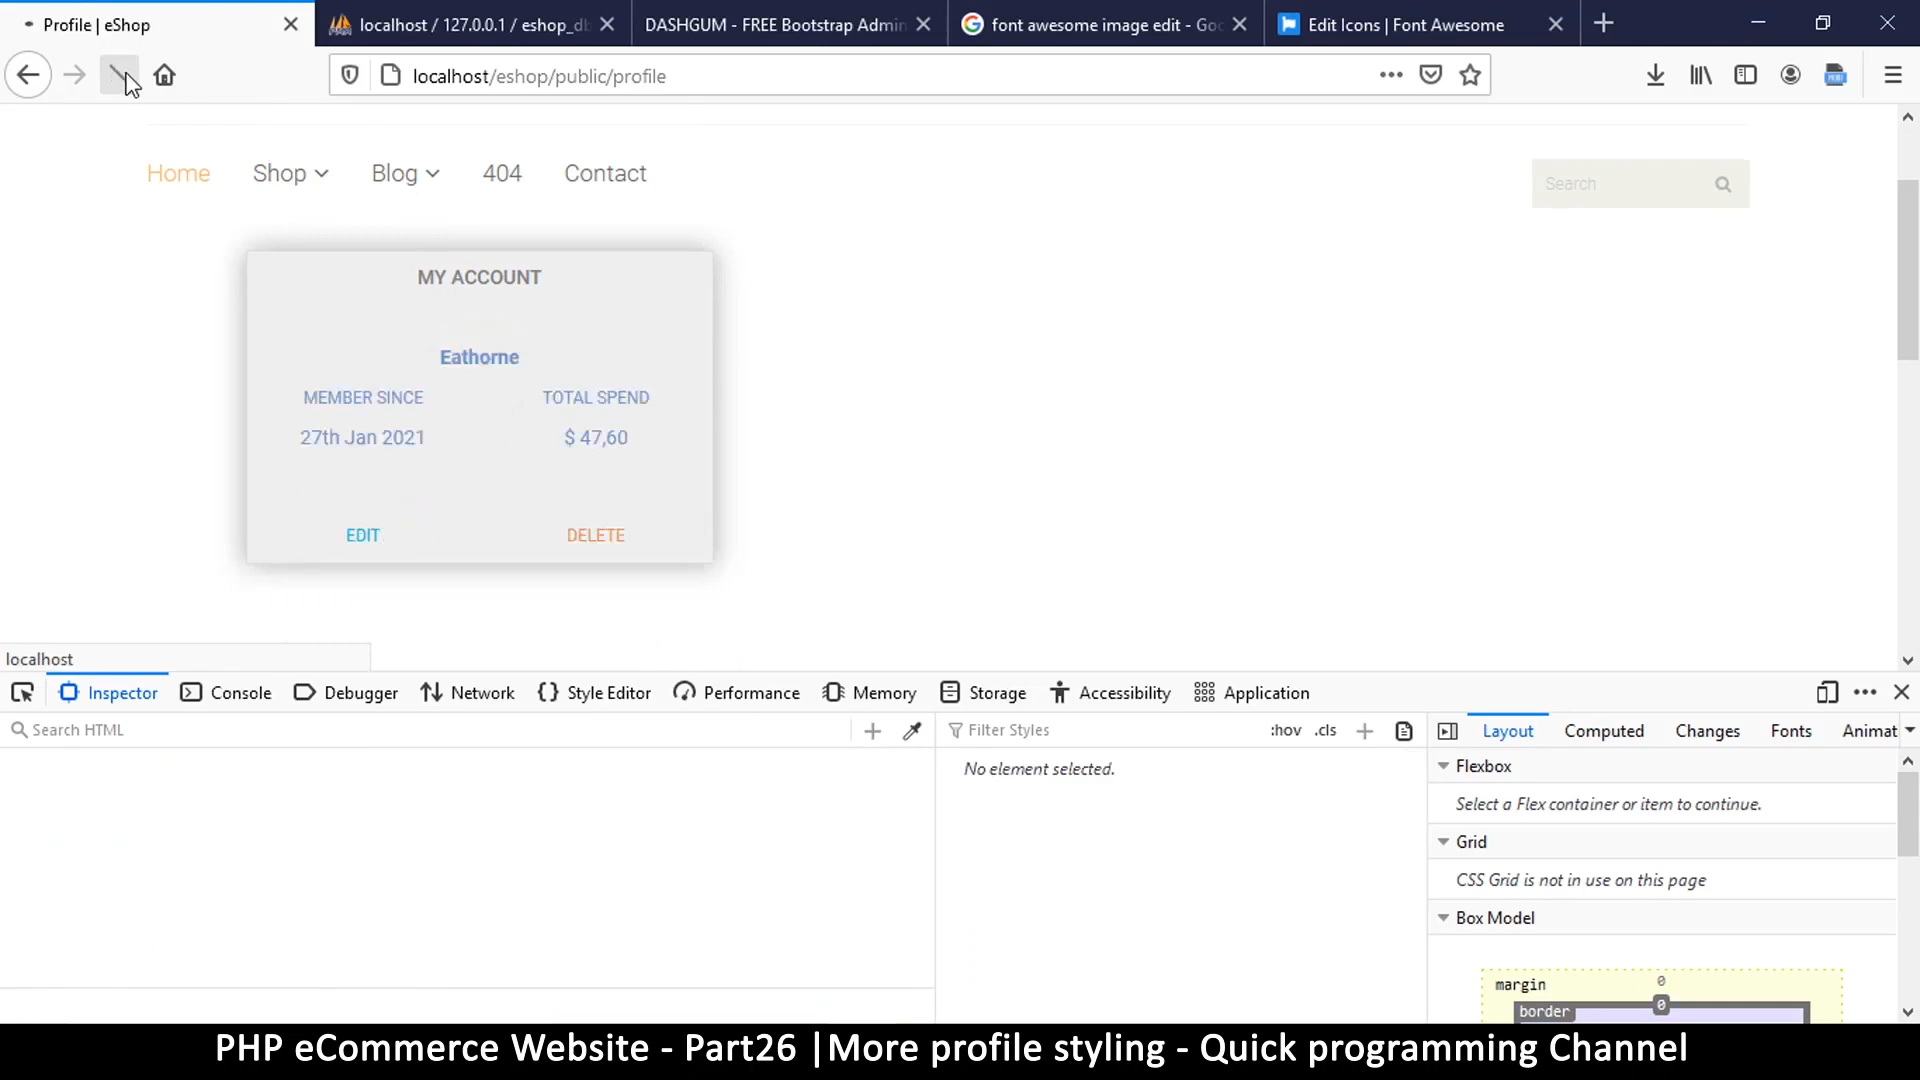 Profile | eShop
localhost / 127.0.0.1 / eshop_db
DASHGUM - FREE Bootstrap Admin
font awesome image edit - Goo
Edit Icons | Font Awesome
localhost/eshop/public/profile
Home
Shop
Blog
404
Contact
Search
MY ACCOUNT
Eathorne
MEMBER SINCE
TOTAL SPEND
27th Jan 2021
$ 47,60
EDIT
DELETE
localhost
Inspector
Console
Debugger
Network
Style Editor
Performance
Memory
Storage
Accessibility
Application
Search HTML
Filter Styles
:hov
.cls
Layout
Computed
Changes
Fonts
Animat
No element selected.
Flexbox
Select a Flex container or item to continue.
Grid
CSS Grid is not in use on this page
Box Model
margin
0
border
0
PHP eCommerce Website - Part26 |More profile styling - Quick programming Channel